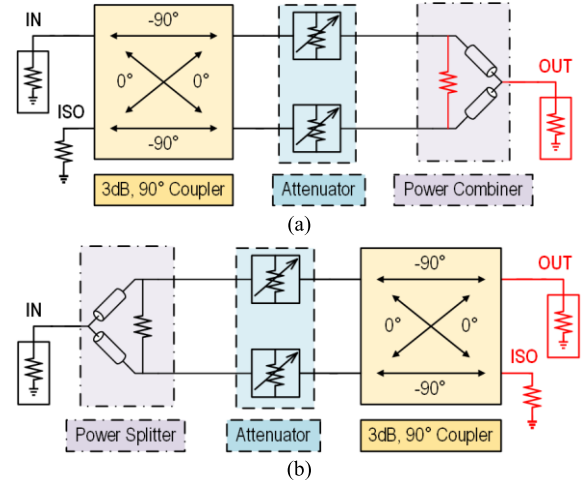 IN
-90°
0°
0°
OUT
ISO
-90°
3dB, 90° Coupler
Attenuator
Power Combiner
(a)
IN
-90°
OUT
0°
0°
ISO
-90°
Power Splitter
Attenuator
3dB, 90° Coupler
(b)